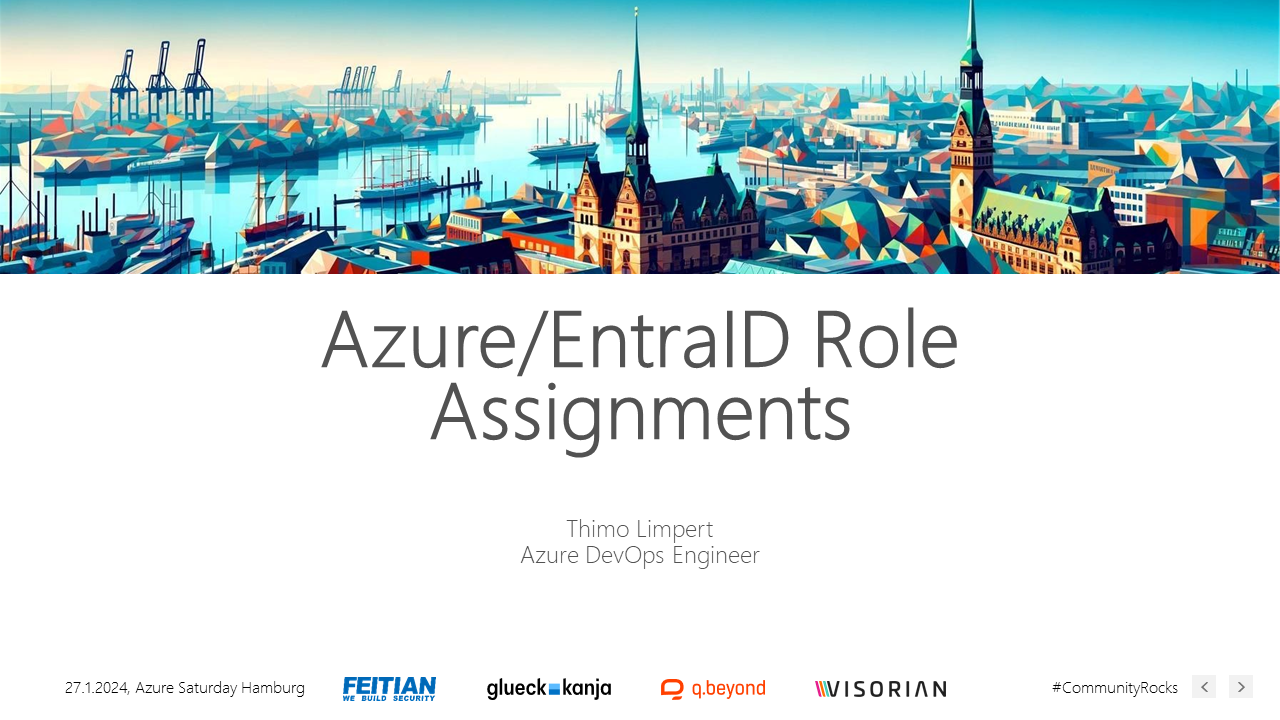 Azure/EntraID Role
Assignments
Thimo Limpert
Azure DevOps Engineer
27.1.2024, Azure Saturday Hamburg
FEITIAN
WE BUILD SECURITY
glueck kanja
q.beyond
VISORIAN
#CommunityRocks